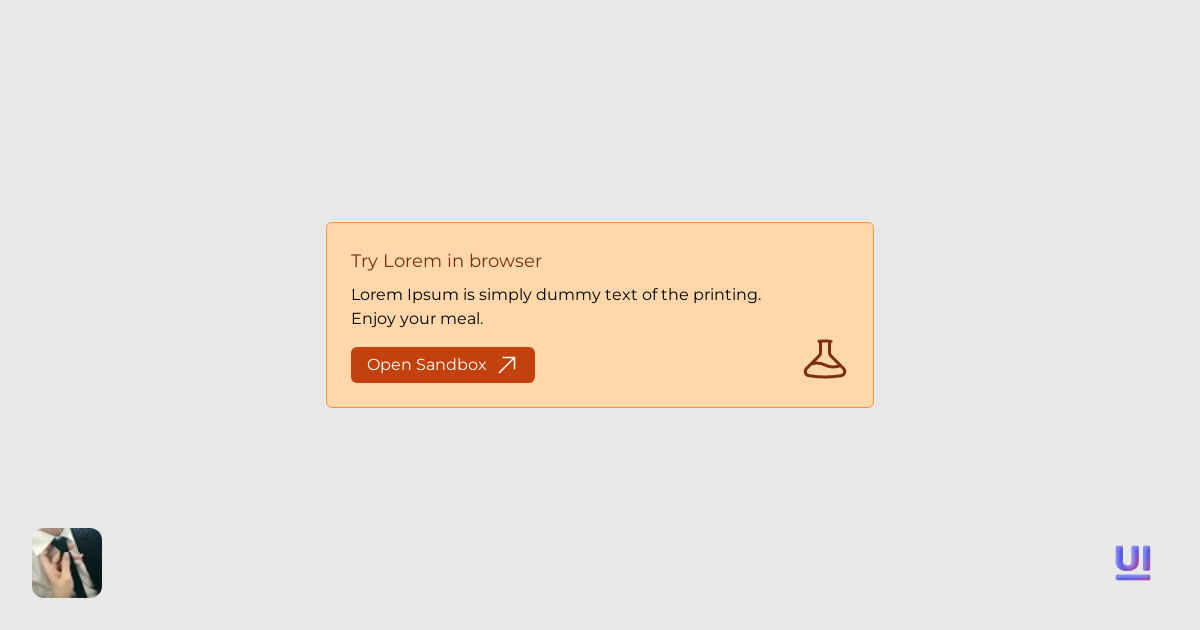 Try Lorem in browser
Lorem Ipsum is simply dummy text of the printing.
Enjoy your meal.
Open Sandbox
UI